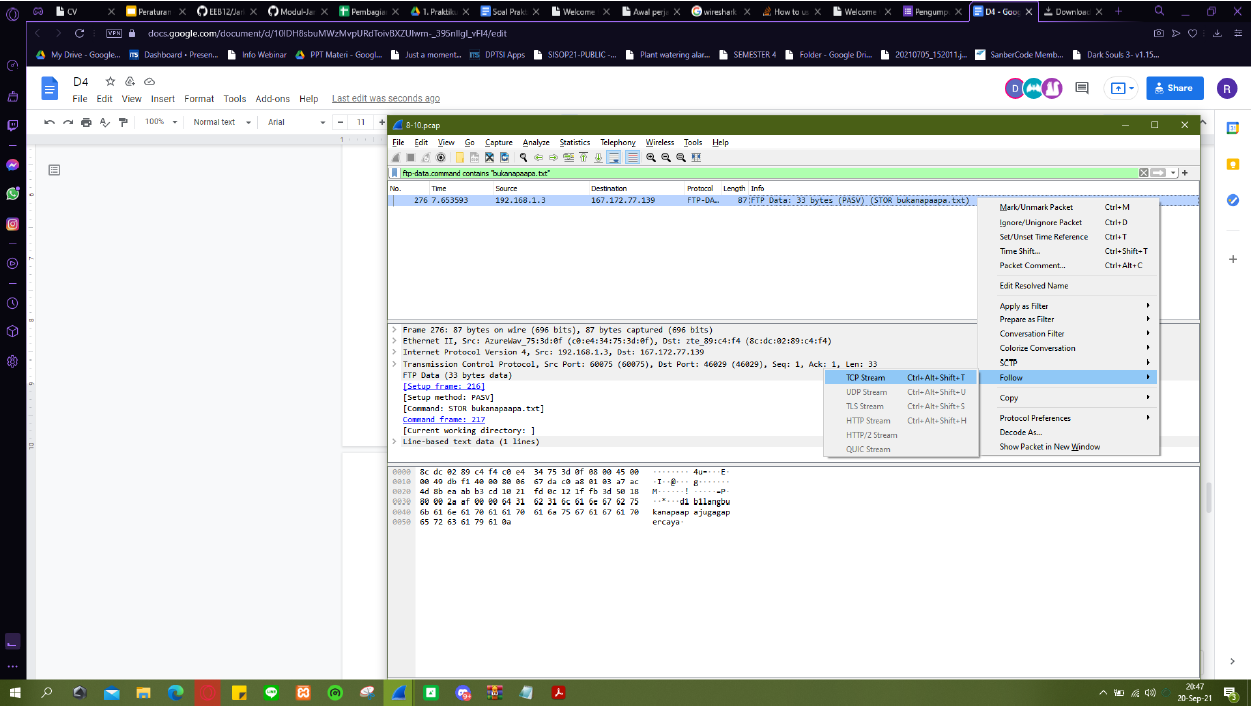 CV
Peraturan
EEB12/Jar
Modul-Jar
Pembagian
1. Praktiku
Soal Prakt
Welcome
Awal perja
wireshark
How to us
Welcome
Pengump
D4 - Goog
Downloac
VPN
docs.google.com/document/d/
My Drive - Googl...
Dashboard • Presen...
Info Webinar
PPT Materi - Googl...
Just a moment...
DPTSI Apps
SISOP21-PUBLIC -...
Plant watering alar...
SEMESTER 4
Folder - Google Dri...
20210705_152011.j...
SanberCode Memb...
Dark Souls 3- v1.15...
D4
File Edit View Insert Format Tools Add-ons Help Last edit was seconds ago
D
Share
R
100% Normal text Arial 11
8-10.pcap
File Edit View Go Capture Analyze Statistics Telephony Wireless Tools Help
ftp-data.command contains "bukanapaapa.txt"
No. Time Source Destination Protocol Length Info
276 7.653593 192.168.1.3 167.172.77.139 FTP-DA… 87 FTP Data: 33 bytes (PASV) (STOR bukanapaapa.txt)
Mark/Unmark Packet Ctrl+M
Ignore/Unignore Packet Ctrl+D
Set/Unset Time Reference Ctrl+T
Time Shift... Ctrl+Shift+T
Packet Comment... Ctrl+Alt+C
Edit Resolved Name
Apply as Filter
Prepare as Filter
Conversation Filter
Colorize Conversation
SCTP
Follow
Copy
Protocol Preferences
Decode As...
Show Packet in New Window
TCP Stream Ctrl+Alt+Shift+T
UDP Stream Ctrl+Alt+Shift+U
TLS Stream Ctrl+Alt+Shift+S
HTTP Stream Ctrl+Alt+Shift+H
HTTP/2 Stream
QUIC Stream
Frame 276: 87 bytes on wire (696 bits), 87 bytes captured (696 bits)
Ethernet II, Src: AzureWav_75:3d:0f (c0:e4:34:75:3d:0f), Dst: zte_89:c4:f4 (8c:dc:02:89:c4:f4)
Internet Protocol Version 4, Src: 192.168.1.3, Dst: 167.172.77.139
Transmission Control Protocol, Src Port: 60075 (60075), Dst Port: 46029 (46029), Seq: 1, Ack: 1, Len: 33
FTP Data (33 bytes data)
[Setup frame: 216]
[Setup method: PASV]
[Command: STOR bukanapaapa.txt]
Command frame: 217
[Current working directory: ]
Line-based text data (1 lines)
0000 8c dc 02 89 c4 f4 c0 e4 34 75 3d 0f 08 00 45 00 ········ 4u=···E·
0010 00 49 db f1 40 00 80 06 67 da c0 a8 01 03 a7 ac ·I··@··· g·······
0020 4d 8b ea ab b3 cd 10 21 fd 0c 12 1f fb 3d 50 18 M······! ·····=P·
0030 80 00 2a af 00 00 64 31 62 31 6c 61 6e 67 62 75 ··*···d1 b1langbu
0040 6b 61 6e 61 70 61 61 70 61 6a 75 67 61 67 61 70 kanapaap ajugagap
0050 65 72 63 61 79 61 0a ercaya·
20:47
20-Sep-21
3